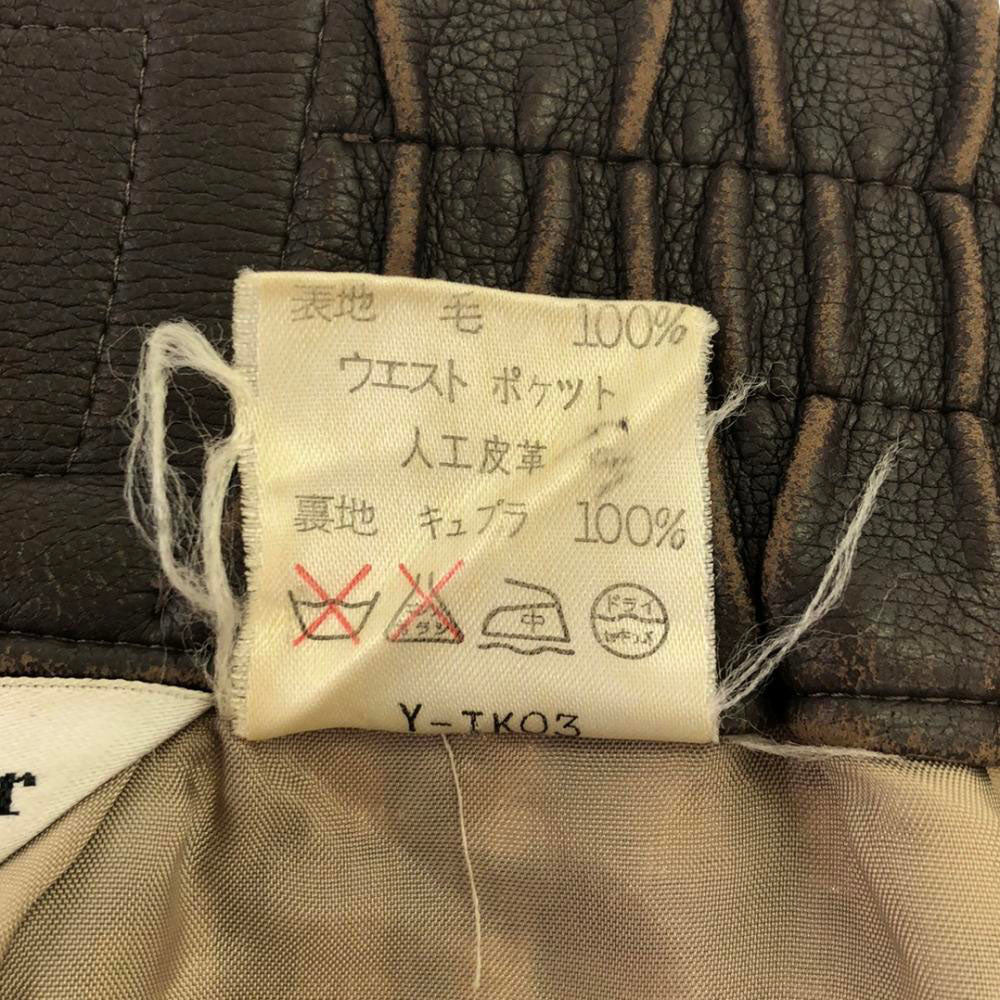 表地 毛 100%
ウエスト ポケツト
人工皮革
裏地 キュプラ 100%
中 ドライ
Y-TK03
r